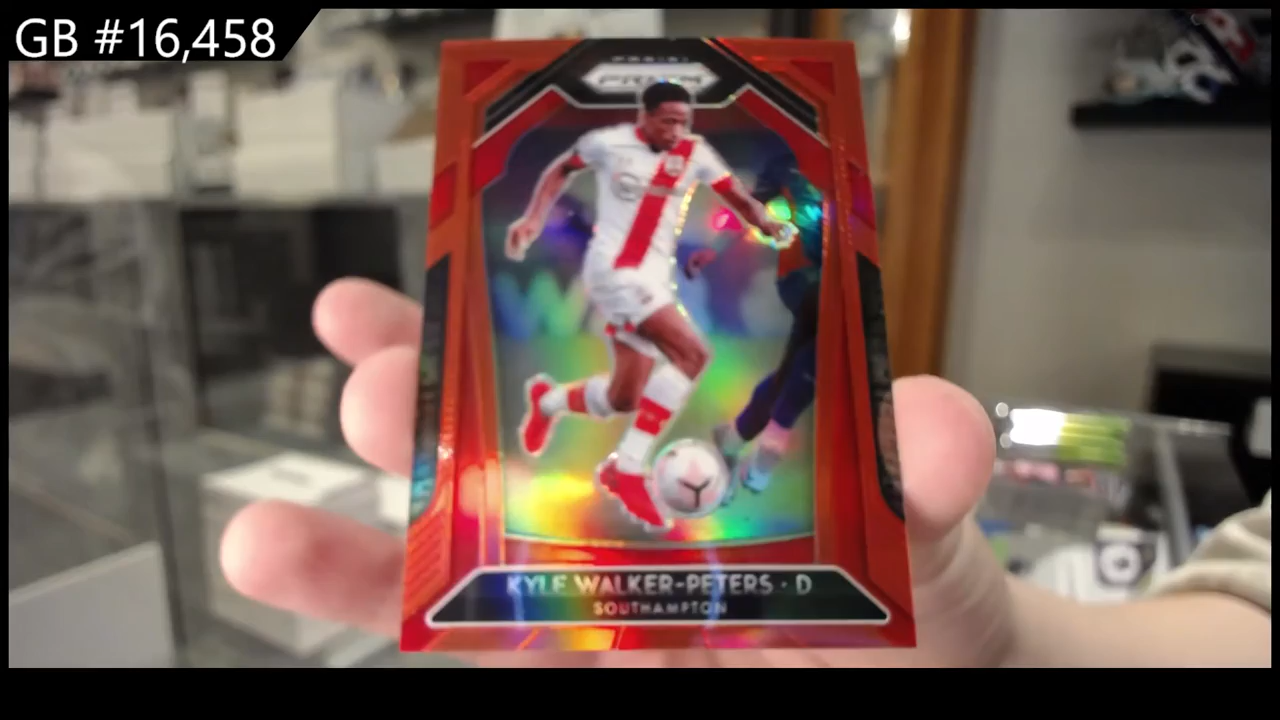 GB #16,458
PANINI
PRIZM
KYLE WALKER-PETERS · D
SOUTHAMPTON